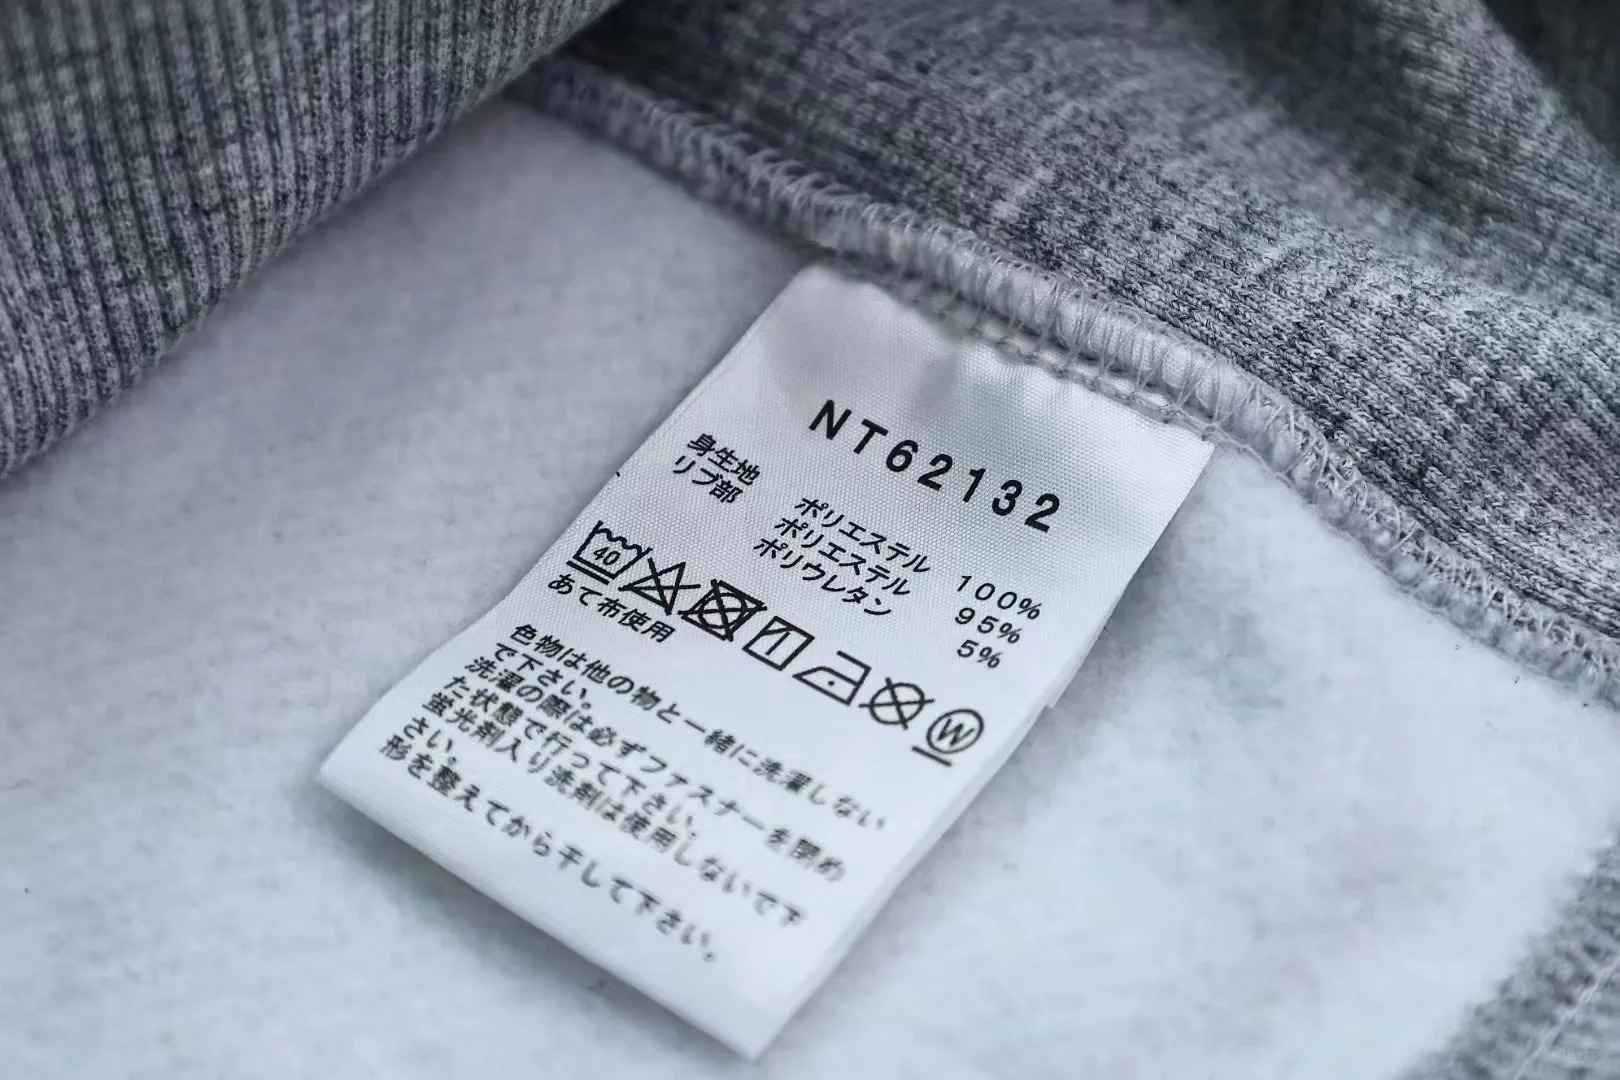 NT62132
身生地 ポリエステル 100%
リブ部 ポリエステル 95%
ポリウレタン 5%
40
W
あて布使用
色物は他の物と一緒に洗濯しない
で下さい。
洗濯の際は必ずファスナーを閉め
た状態で行って下さい。
蛍光剤入り洗剤は使用しないで下
さい。
形を整えてから干して下さい。